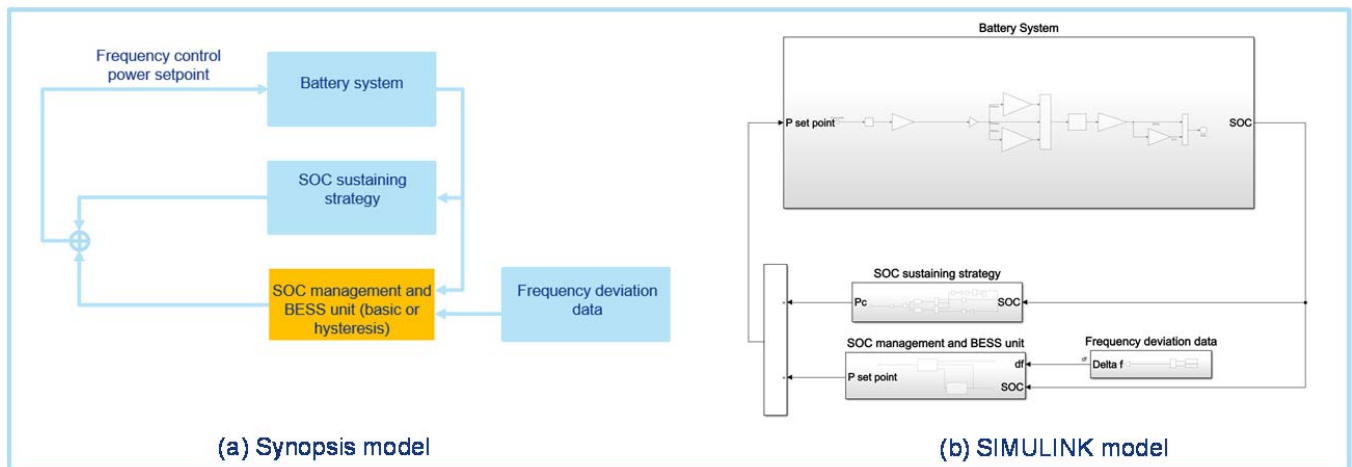 Frequency control
power setpoint
Battery system
SOC sustaining
strategy
SOC management and
BESS unit (basic or
hysteresis)
Frequency deviation
data
(a) Synopsis model
Battery System
P set point
SOC
SOC sustaining strategy
Pc
SOC
SOC management and BESS unit
df
P set point
SOC
Frequency deviation data
df
Delta f
(b) SIMULINK model